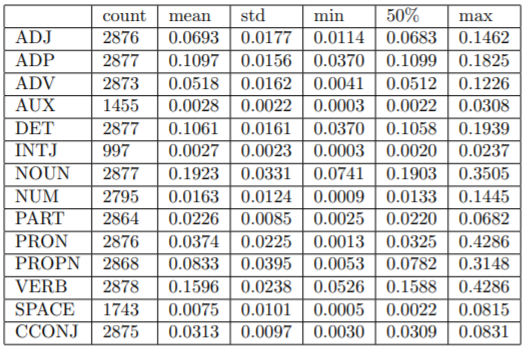 count mean std min 50% max
ADJ 2876 0.0693 0.0177 0.0114 0.0683 0.1462
ADP 2877 0.1097 0.0156 0.0370 0.1099 0.1825
ADV 2873 0.0518 0.0162 0.0041 0.0512 0.1226
AUX 1455 0.0028 0.0022 0.0003 0.0022 0.0308
DET 2877 0.1061 0.0161 0.0370 0.1058 0.1939
INTJ 997 0.0027 0.0023 0.0003 0.0020 0.0237
NOUN 2877 0.1923 0.0331 0.0741 0.1903 0.3505
NUM 2795 0.0163 0.0124 0.0009 0.0133 0.1445
PART 2864 0.0226 0.0085 0.0025 0.0220 0.0682
PRON 2876 0.0374 0.0225 0.0013 0.0325 0.4286
PROPN 2868 0.0833 0.0395 0.0053 0.0782 0.3148
VERB 2878 0.1596 0.0238 0.0526 0.1588 0.4286
SPACE 1743 0.0075 0.0101 0.0005 0.0022 0.0815
CCONJ 2875 0.0313 0.0097 0.0030 0.0309 0.0831